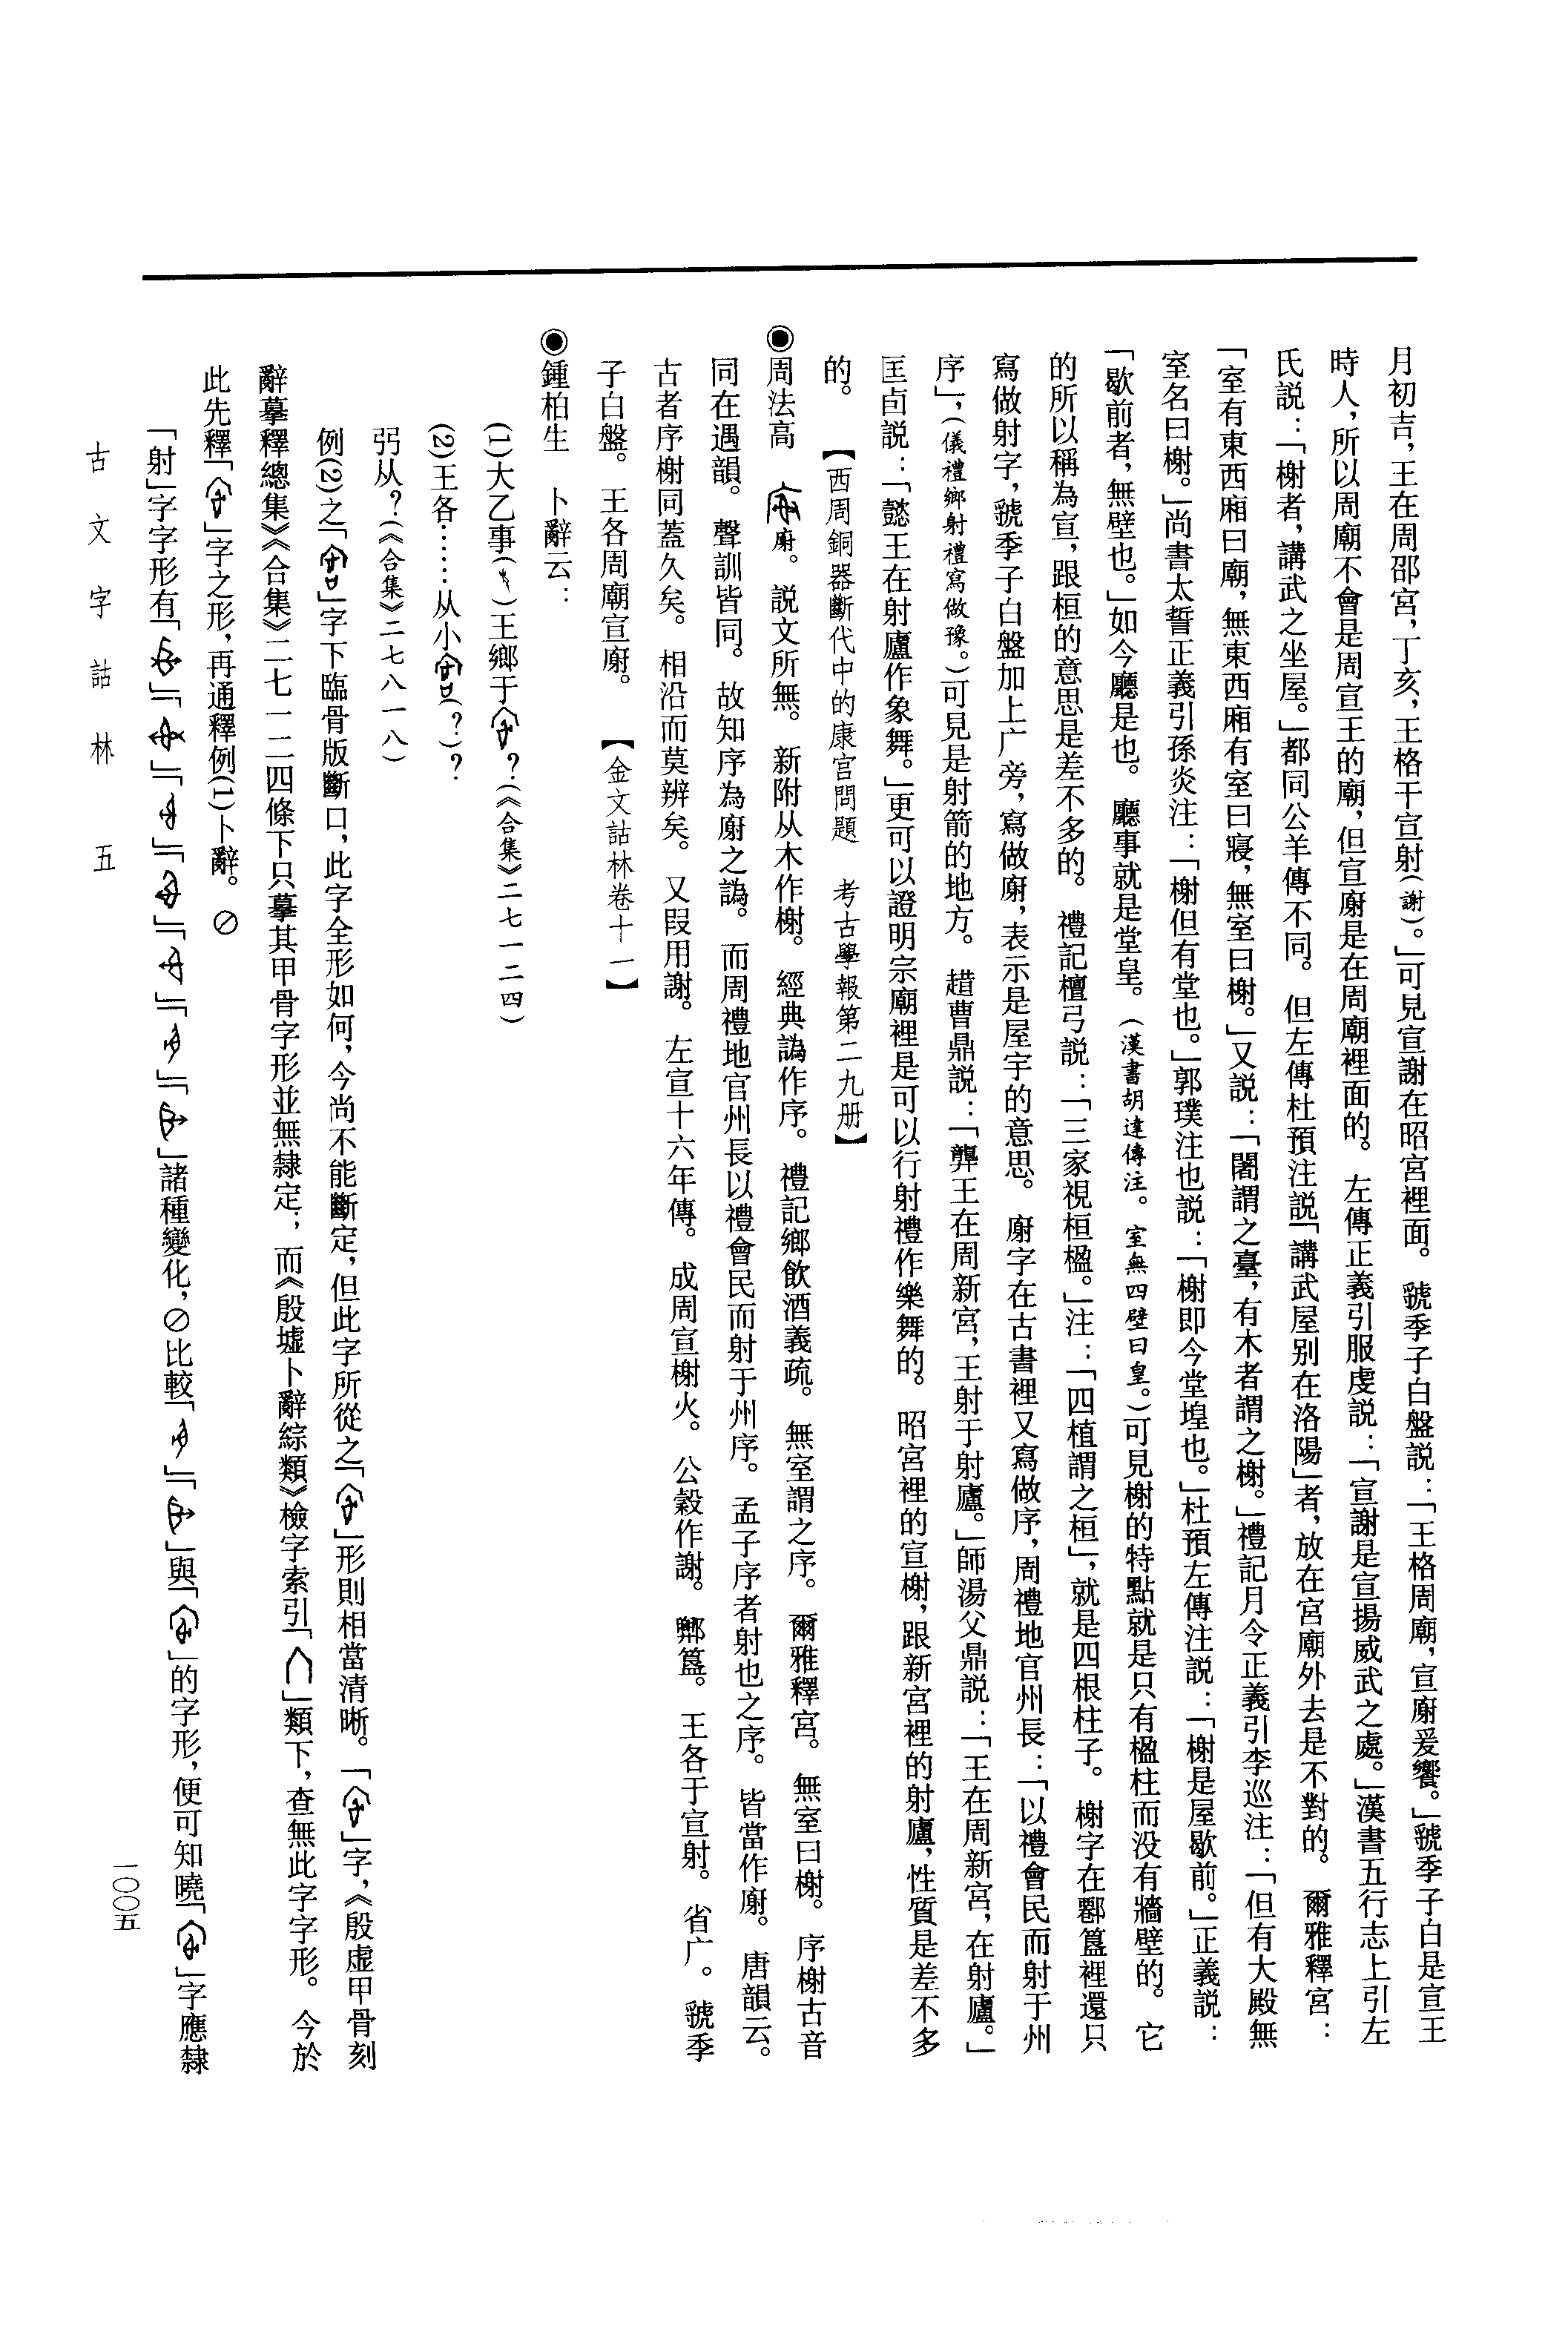 月初吉，王在周邵宮，丁亥，王格于宣射（謝）。」可見宣謝在昭宮裡面。虢季子白盤説：「王格周廟，宣廚爰饗。」虢季子白是宣王
時人，所以周廟不會是周宣王的廟，但宣廚是在周廟裡面的。左傳正義引服虔説：「宣謝是宣揚威武之處。」漢書五行志上引左
氏説：「榭者，講武之坐屋。」都同公羊傳不同。但左傳杜預注説「講武屋别在洛陽」者，放在宮廟外去是不對的。爾雅釋宮：
「室有東西廂曰廟，無東西廂有室曰寢，無室曰榭。」又説：「闍謂之臺，有木者謂之榭。」禮記月令正義引李巡注：「但有大殿無
室名曰榭。」尚書太誓正義引孫炎注：「榭但有堂也。」郭璞注也説：「榭即今堂堭也。」杜預左傳注説：「榭是屋歇前。」正義説：
「歇前者，無壁也。」如今廳是也。廳事就是堂皇。（漢書胡建傳注。室無四壁曰皇。）可見榭的特點就是只有楹柱而没有牆壁的。它
的所以稱為宣，跟桓的意思是差不多的。禮記檀弓説：「三家視桓楹。」注：「四植謂之桓」，就是四根柱子。榭字在鄠簋裡還只
寫做射字，虢季子白盤加上广旁，寫做廚，表示是屋宇的意思。廚字在古書裡又寫做序，周禮地官州長：「以禮會民而射于州
序」，（儀禮鄉射禮寫做豫。）可見是射箭的地方。趞曹鼎説：「龏王在周新宮，王射于射廬。」師湯父鼎説：「王在周新宮，在射廬。」
匡卣説：「懿王在射廬作象舞。」更可以證明宗廟裡是可以行射禮作樂舞的。昭宮裡的宣榭，跟新宮裡的射廬，性質是差不多
的。【西周銅器斷代中的康宮問題　考古學報第二九册】
◉周法高　廚。説文所無。新附从木作榭。經典譌作序。禮記鄉飲酒義疏。無室謂之序。爾雅釋宮。無室曰榭。序榭古音
同在遇韻。聲訓皆同。故知序為廚之譌。而周禮地官州長以禮會民而射于州序。孟子序者射也之序。皆當作廚。唐韻云。
古者序榭同蓋久矣。相沿而莫辨矣。又叚用謝。左宣十六年傳。成周宣榭火。公穀作謝。鄸簋。王各于宣射。省广。虢季
子白盤。王各周廟宣廚。【金文詁林卷十一】
◉鍾柏生　卜辭云：
(1)大乙事（）王鄉于？（《合集》二七一二四）
(2)王各……从小（？）？
弜从？（《合集》二七八一八）
例(2)之「」字下臨骨版斷口，此字全形如何，今尚不能斷定，但此字所從之「」形則相當清晰。「」字，《殷虚甲骨刻
辭摹釋總集》《合集》二七一二四條下只摹其甲骨字形並無隸定；而《殷墟卜辭綜類》檢字索引「」類下，查無此字字形。今於
此先釋「」字之形，再通釋例(1)卜辭。⊘
「射」字字形有「」「」「」「」「」「」「」諸種變化，⊘比較「」「」與「」的字形，便可知曉「」字應隸
古文字詁林　五
一〇〇五